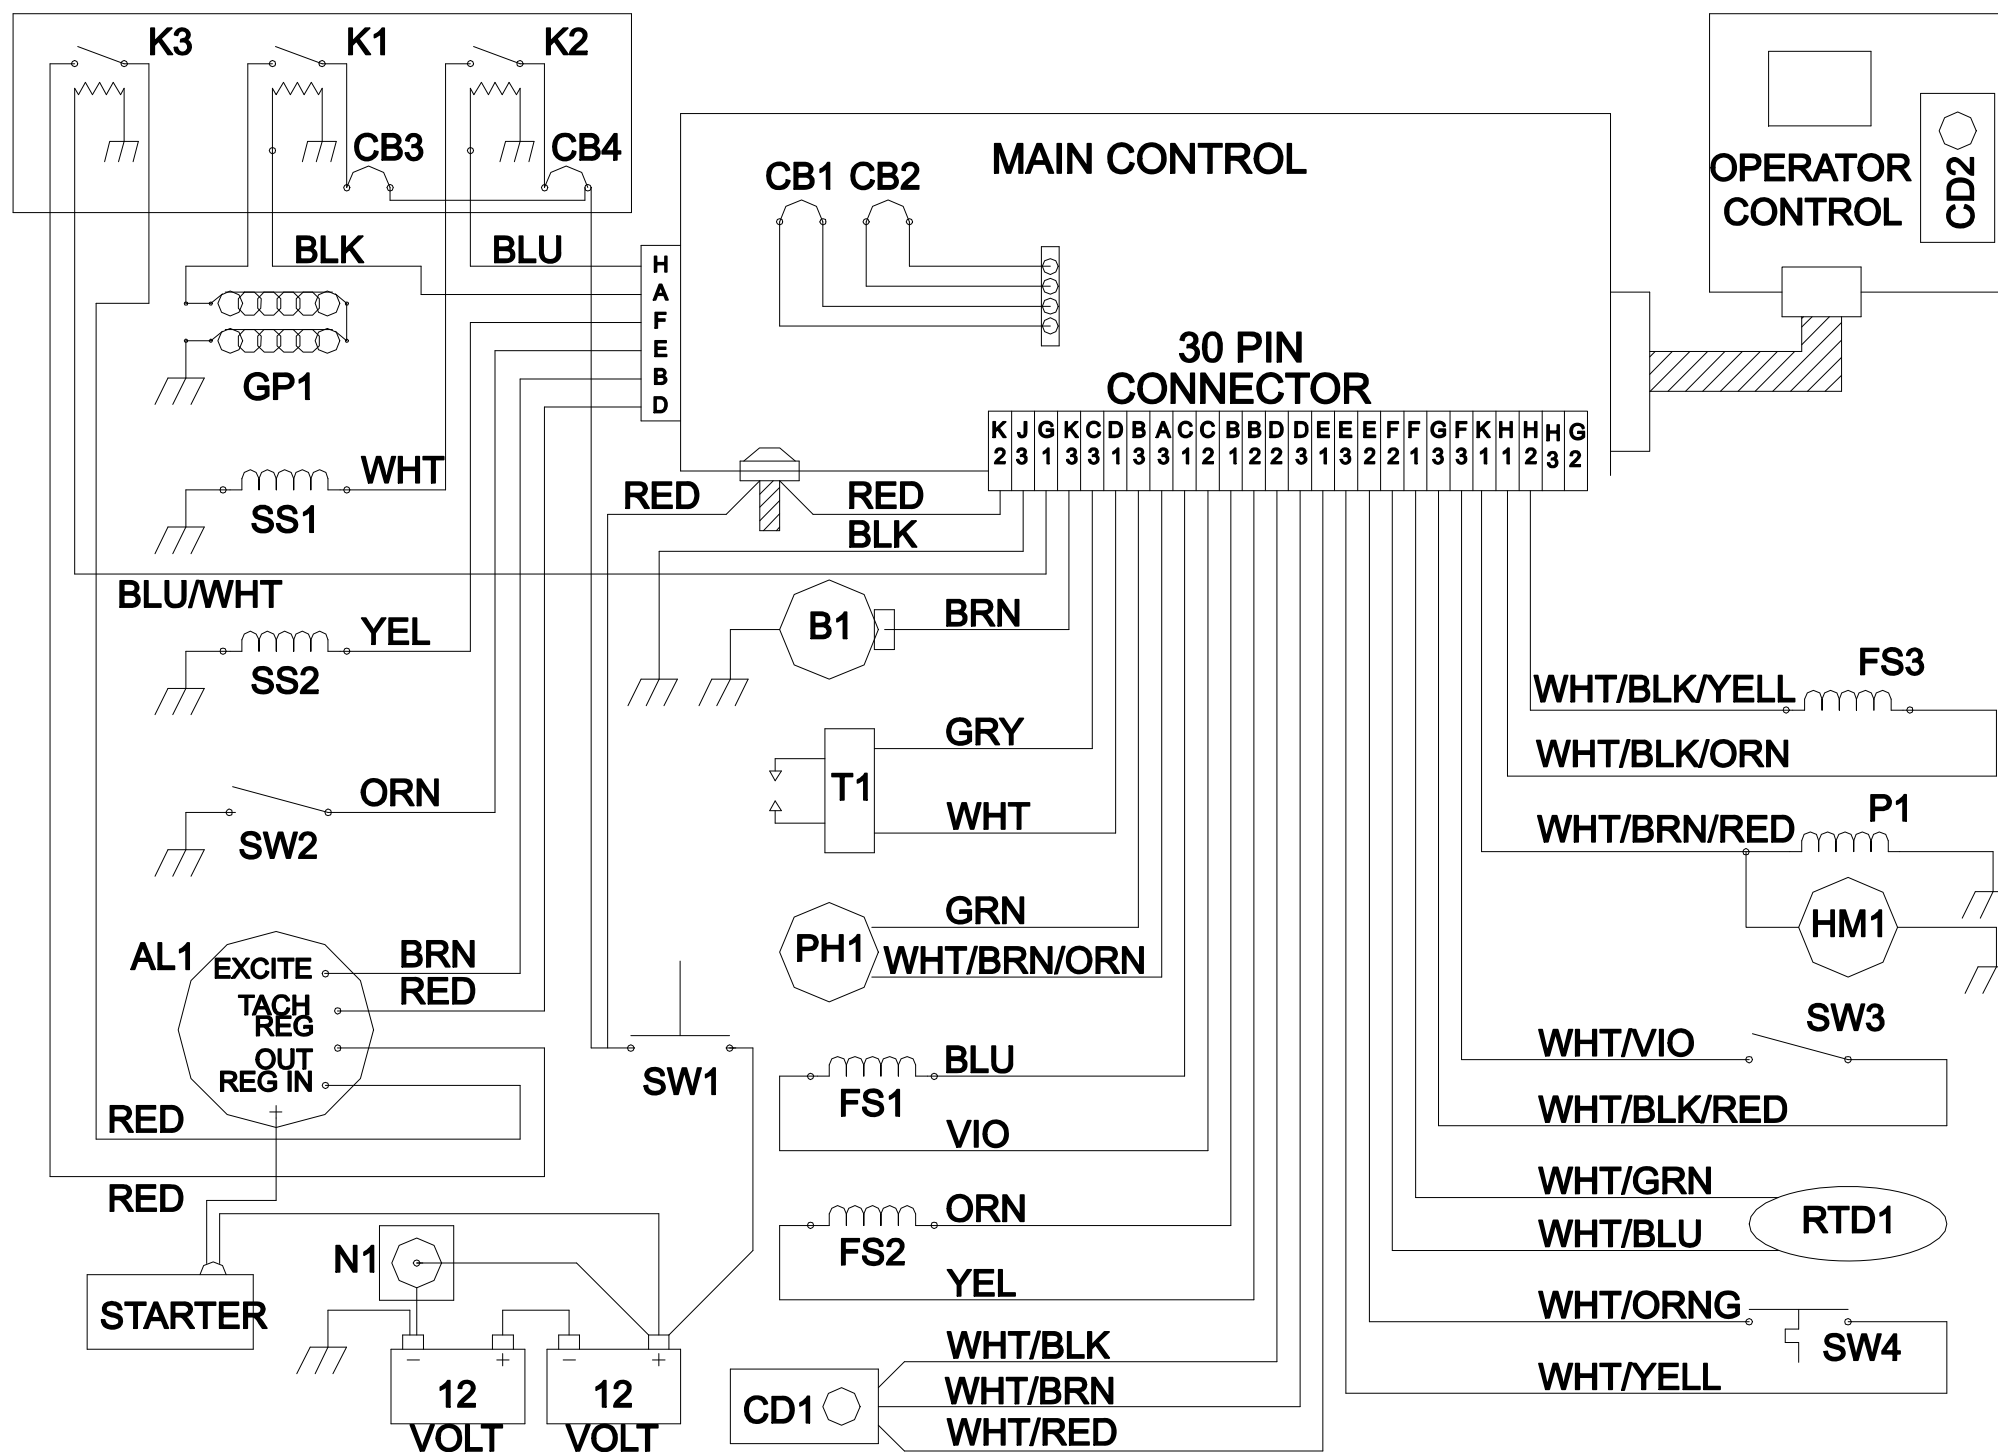 K3
K1
K2
CB3
CB4
MAIN CONTROL
CB1
CB2
OPERATOR
CONTROL
CD2
BLK
BLU
H
A
F
E
B
D
GP1
30 PIN
CONNECTOR
K2
J3
G1
K3
C3
D1
B3
A3
C1
C2
B1
B2
D2
D3
E1
E3
E2
F2
F1
G3
F3
K1
H1
H2
H3
G2
WHT
SS1
RED
RED
BLK
BLU/WHT
YEL
SS2
B1
BRN
FS3
WHT/BLK/YELL
GRY
WHT/BLK/ORN
T1
ORN
SW2
WHT
P1
WHT/BRN/RED
AL1
EXCITE
BRN
TACH
RED
REG
OUT
REG IN
PH1
GRN
WHT/BRN/ORN
HM1
SW3
WHT/VIO
SW1
BLU
FS1
WHT/BLK/RED
RED
VIO
WHT/GRN
RED
ORN
RTD1
WHT/BLU
N1
FS2
YEL
WHT/ORNG
STARTER
SW4
WHT/BLK
WHT/YELL
- +
- +
12
VOLT
12
VOLT
CD1
WHT/BRN
WHT/RED
+